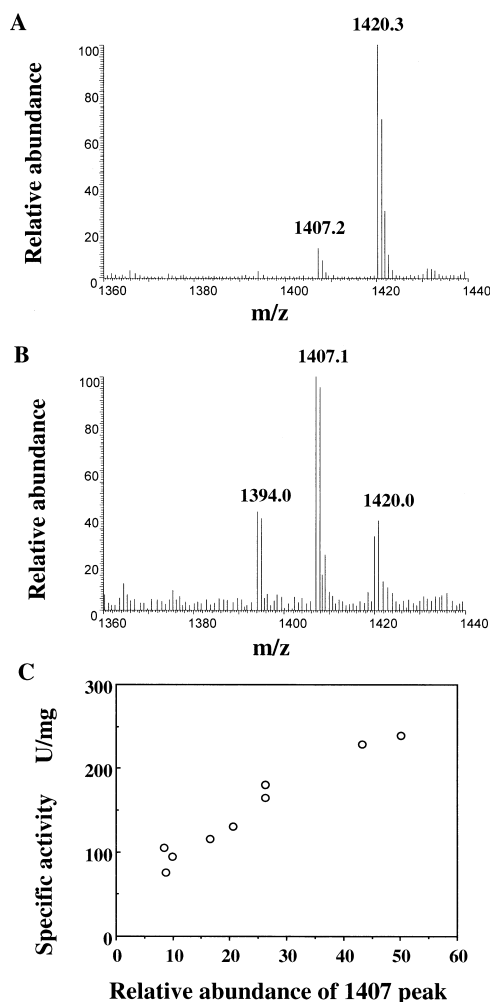 A
1420.3
100
80
Relative abundance
60
40
1407.2
20
0
1360 1380 1400 1420 1440
m/z
B
1407.1
100
80
Relative abundance
60
1394.0 1420.0
40
20
0
1360 1380 1400 1420 1440
m/z
C
300
Specific activity U/mg
200
100
0
0 10 20 30 40 50 60
Relative abundance of 1407 peak